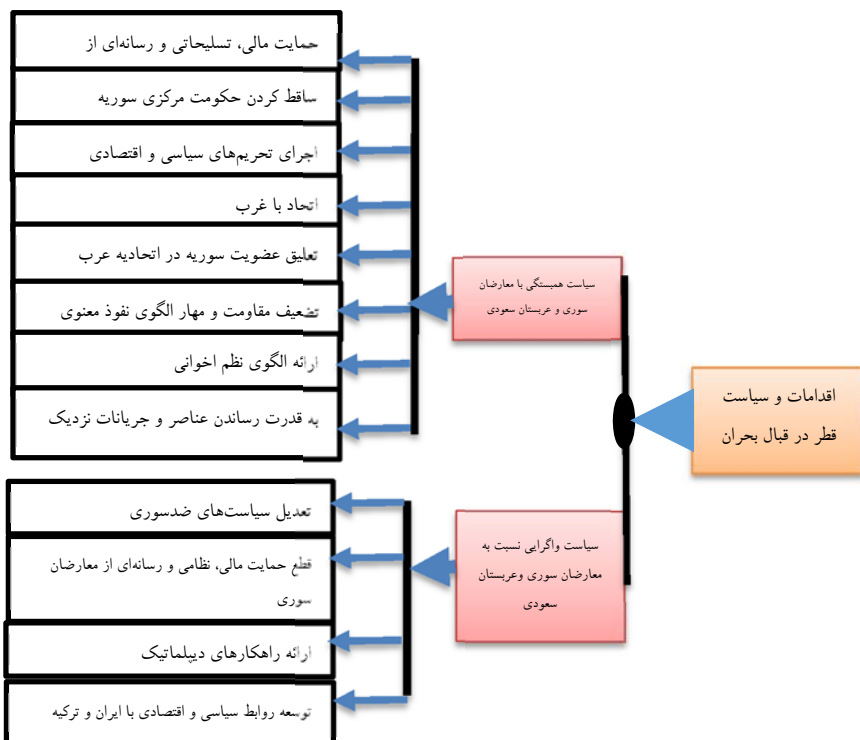 اقدامات و سیاست
قطر در قبال بحران
سیاست همبستگی با معارضان
سوری و عربستان سعودی
حمایت مالی، تسلیحاتی و رسانه‌ای از
ساقط کردن حکومت مرکزی سوریه
اجرای تحریم‌های سیاسی و اقتصادی
اتحاد با غرب
تعلیق عضویت سوریه در اتحادیه عرب
تضعیف مقاومت و مهار الگوی نفوذ معنوی
ارائه الگوی نظم اخوانی
به قدرت رساندن عناصر و جریانات نزدیک
سیاست واگرایی نسبت به
معارضان سوری وعربستان
سعودی
تعدیل سیاست‌های ضدسوری
قطع حمایت مالی، نظامی و رسانه‌ای از معارضان
سوری
ارائه راهکارهای دیپلماتیک
توسعه روابط سیاسی و اقتصادی با ایران و ترکیه